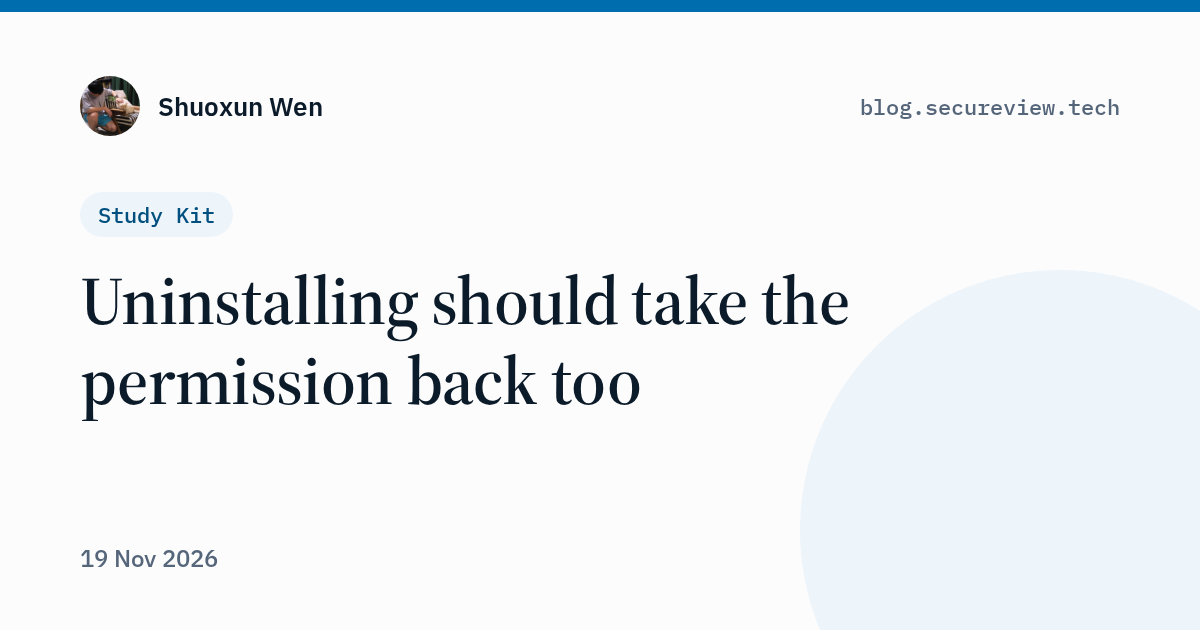 Shuoxun Wen
blog.secureview.tech
Study Kit
Uninstalling should take the
permission back too
19 Nov 2026